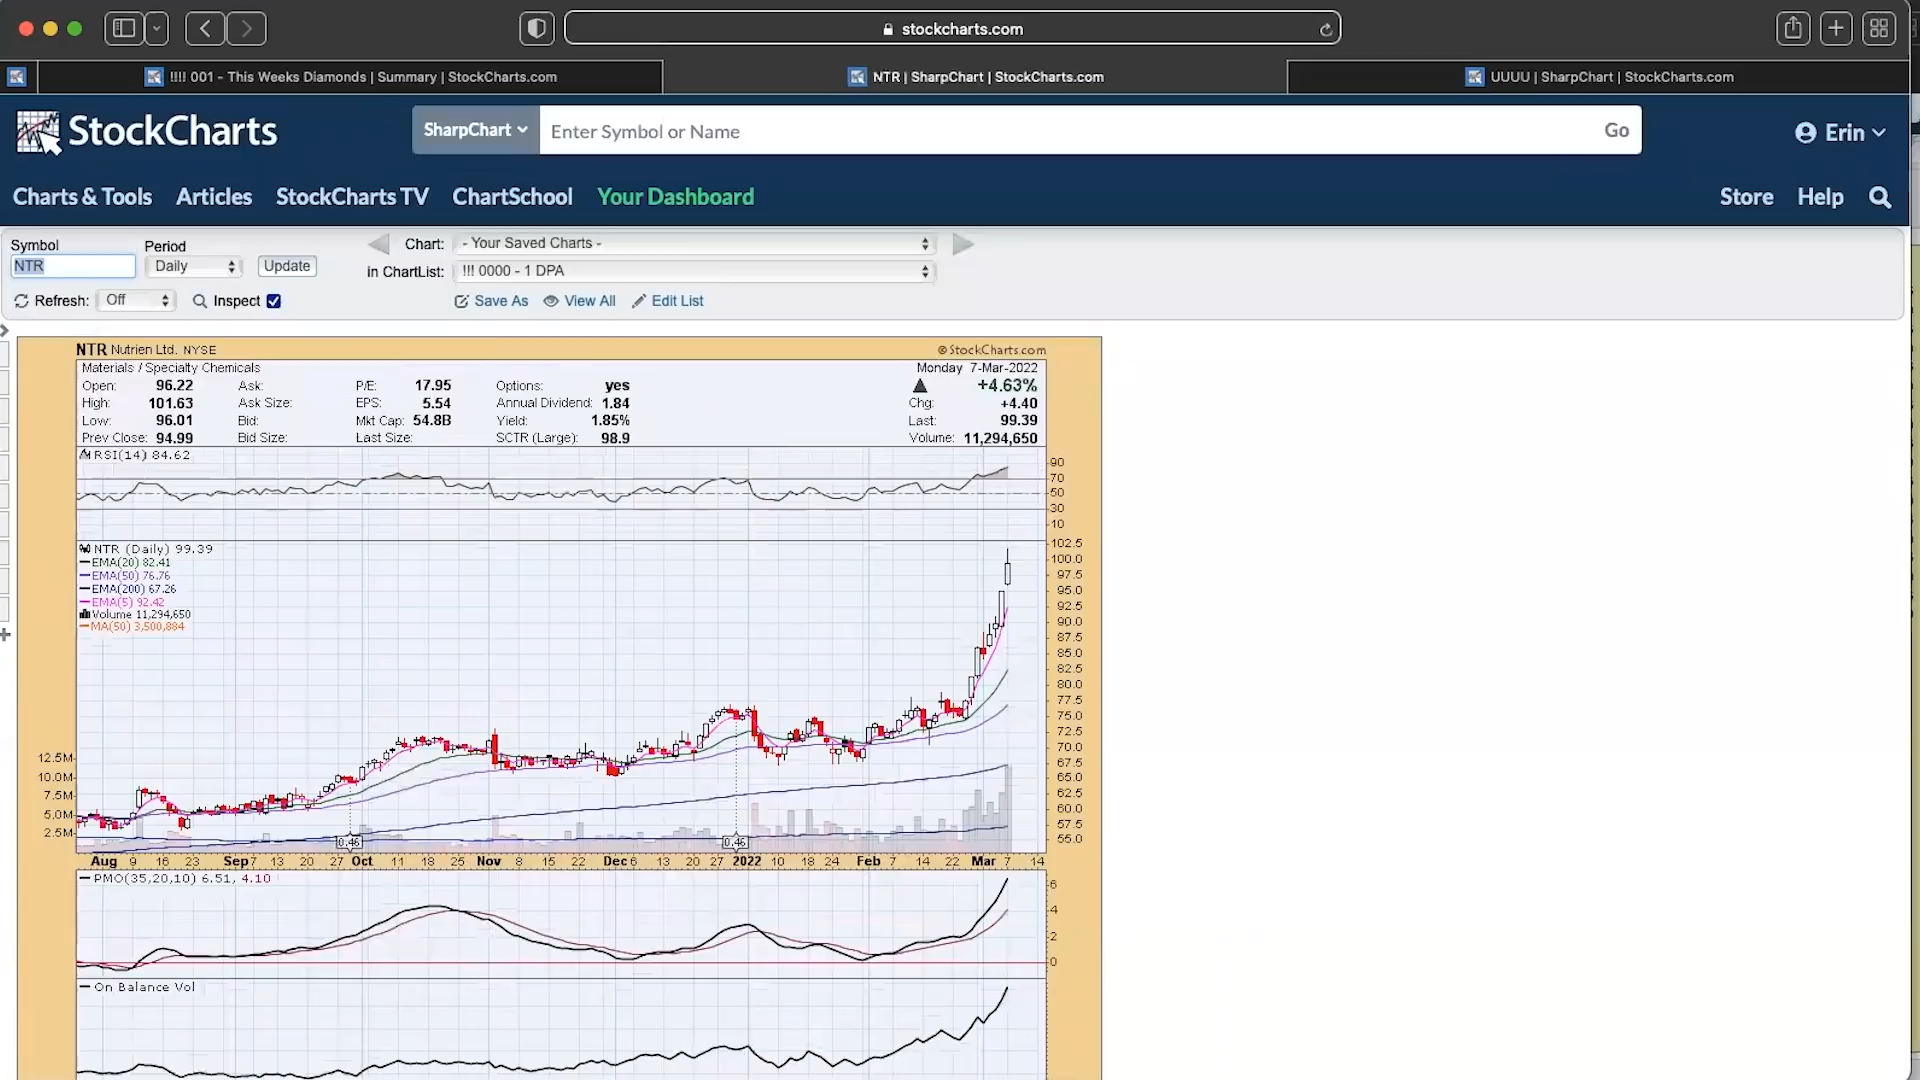 stockcharts.com
!!!! 001 - This Weeks Diamonds | Summary | StockCharts.com
NTR | SharpChart | StockCharts.com
UUUU | SharpChart | StockCharts.com
StockCharts
SharpChart
Enter Symbol or Name
Go
Erin
Charts & Tools Articles StockCharts TV ChartSchool Your Dashboard
Store Help
Symbol Period
NTR Daily Update
Chart: - Your Saved Charts -
in ChartList: !!! 0000 - 1 DPA
Refresh: Off Inspect
Save As View All Edit List
NTR Nutrien Ltd. NYSE
© StockCharts.com
Materials / Specialty Chemicals
Monday 7-Mar-2022
Open: 96.22 Ask: P/E: 17.95 Options: yes +4.63%
High: 101.63 Ask Size: EPS: 5.54 Annual Dividend: 1.84 Chg: +4.40
Low: 96.01 Bid: Mkt Cap: 54.8B Yield: 1.85% Last: 99.39
Prev Close: 94.99 Bid Size: Last Size: SCTR (Large): 98.9 Volume: 11,294,650
RSI(14) 84.62
90
70
50
30
10
NTR (Daily) 99.39
EMA(20) 82.41
EMA(50) 76.76
EMA(200) 67.26
EMA(5) 92.42
Volume 11,294,650
MA(50) 3,500,884
102.5
100.0
97.5
95.0
92.5
90.0
87.5
85.0
82.5
80.0
77.5
75.0
72.5
70.0
67.5
65.0
62.5
60.0
57.5
55.0
12.5M
10.0M
7.5M
5.0M
2.5M
0.46
0.46
Aug 9 16 23 Sep 7 13 20 27 Oct 11 18 25 Nov 8 15 22 Dec 6 13 20 27 2022 10 18 24 Feb 7 14 22 Mar 7 14
PMO(35,20,10) 6.51, 4.10
6
4
2
0
On Balance Vol